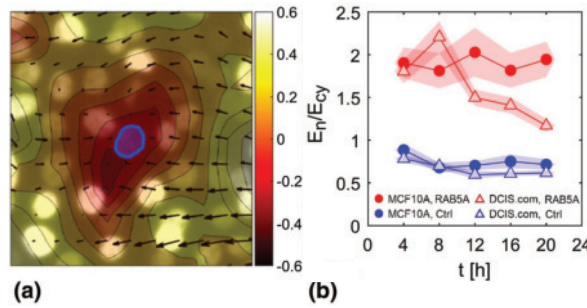 0.6
0.4
0.2
0
-0.2
-0.4
-0.6
(a)
2.5
2
1.5
1
0.5
0
E_n/E_cy
MCF10A, RAB5A
DCIS.com, RAB5A
MCF10A, Ctrl
DCIS.com, Ctrl
0 4 8 12 16 20 24
t [h]
(b)